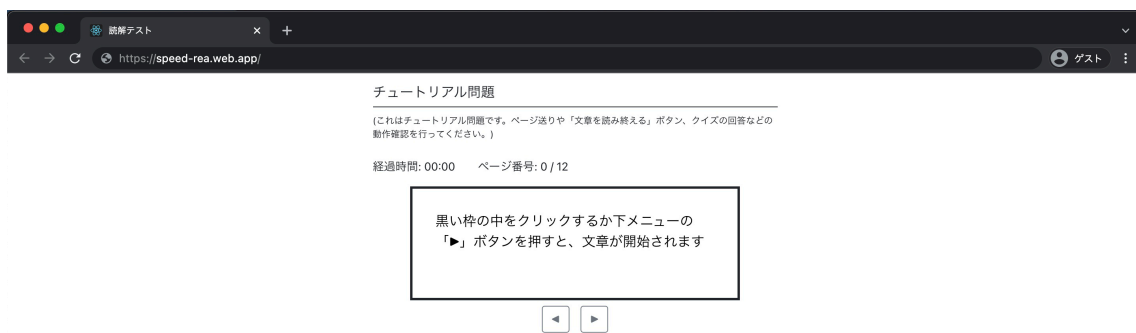 読解テスト
https://speed-rea.web.app/
ゲスト
チュートリアル問題
(これはチュートリアル問題です。ページ送りや「文章を読み終える」ボタン、クイズの回答などの
動作確認を行ってください。)
経過時間: 00:00 ページ番号: 0 / 12
黒い枠の中をクリックするか下メニューの
「▶」ボタンを押すと、文章が開始されます